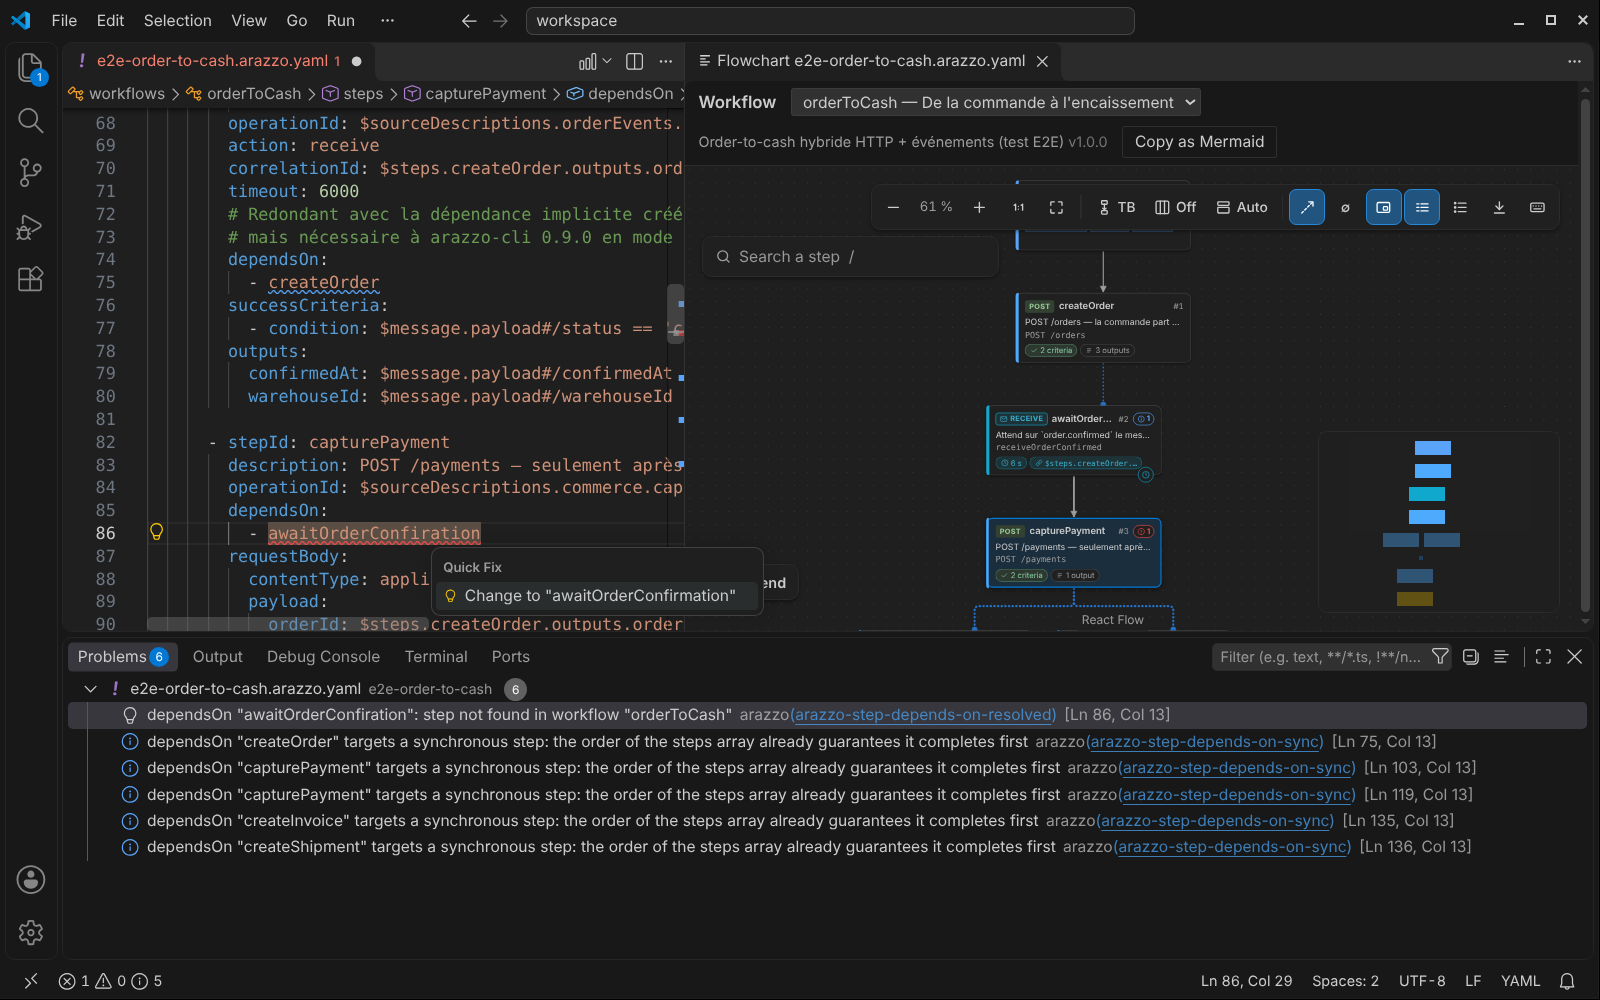 File Edit Selection View Go Run ··· workspace
! e2e-order-to-cash.arazzo.yaml 1
Flowchart e2e-order-to-cash.arazzo.yaml
workflows > orderToCash > steps > capturePayment > dependsOn >
68 operationId: $sourceDescriptions.orderEvents.
69 action: receive
70 correlationId: $steps.createOrder.outputs.ord
71 timeout: 6000
72 # Redondant avec la dépendance implicite créé
73 # mais nécessaire à arazzo-cli 0.9.0 en mode
74 dependsOn:
75 - createOrder
76 successCriteria:
77 - condition: $message.payload#/status == 'c
78 outputs:
79 confirmedAt: $message.payload#/confirmedAt
80 warehouseId: $message.payload#/warehouseId
81
82 - stepId: capturePayment
83 description: POST /payments — seulement après
84 operationId: $sourceDescriptions.commerce.cap
85 dependsOn:
86 - awaitOrderConfiration
87 requestBody:
88 contentType: appli
89 payload:
90 orderId: $steps.createOrder.outputs.order
Quick Fix
Change to "awaitOrderConfirmation"
Workflow orderToCash — De la commande à l'encaissement
Order-to-cash hybride HTTP + événements (test E2E) v1.0.0 Copy as Mermaid
61 % 1:1 TB Off Auto
Search a step /
POST createOrder #1
POST /orders — la commande part ...
POST /orders
2 criteria 3 outputs
RECEIVE awaitOrder... #2 1
Attend sur `order.confirmed` le mes...
receiveOrderConfirmed
6 s $steps.createOrder...
POST capturePayment #3 1
POST /payments — seulement aprè...
POST /payments
2 criteria 1 output
end
React Flow
Problems 6 Output Debug Console Terminal Ports
Filter (e.g. text, **/*.ts, !**/n...
! e2e-order-to-cash.arazzo.yaml e2e-order-to-cash 6
dependsOn "awaitOrderConfiration": step not found in workflow "orderToCash" arazzo(arazzo-step-depends-on-resolved) [Ln 86, Col 13]
dependsOn "createOrder" targets a synchronous step: the order of the steps array already guarantees it completes first arazzo(arazzo-step-depends-on-sync) [Ln 75, Col 13]
dependsOn "capturePayment" targets a synchronous step: the order of the steps array already guarantees it completes first arazzo(arazzo-step-depends-on-sync) [Ln 103, Col 13]
dependsOn "capturePayment" targets a synchronous step: the order of the steps array already guarantees it completes first arazzo(arazzo-step-depends-on-sync) [Ln 119, Col 13]
dependsOn "createInvoice" targets a synchronous step: the order of the steps array already guarantees it completes first arazzo(arazzo-step-depends-on-sync) [Ln 135, Col 13]
dependsOn "createShipment" targets a synchronous step: the order of the steps array already guarantees it completes first arazzo(arazzo-step-depends-on-sync) [Ln 136, Col 13]
1 0 5 Ln 86, Col 29 Spaces: 2 UTF-8 LF YAML